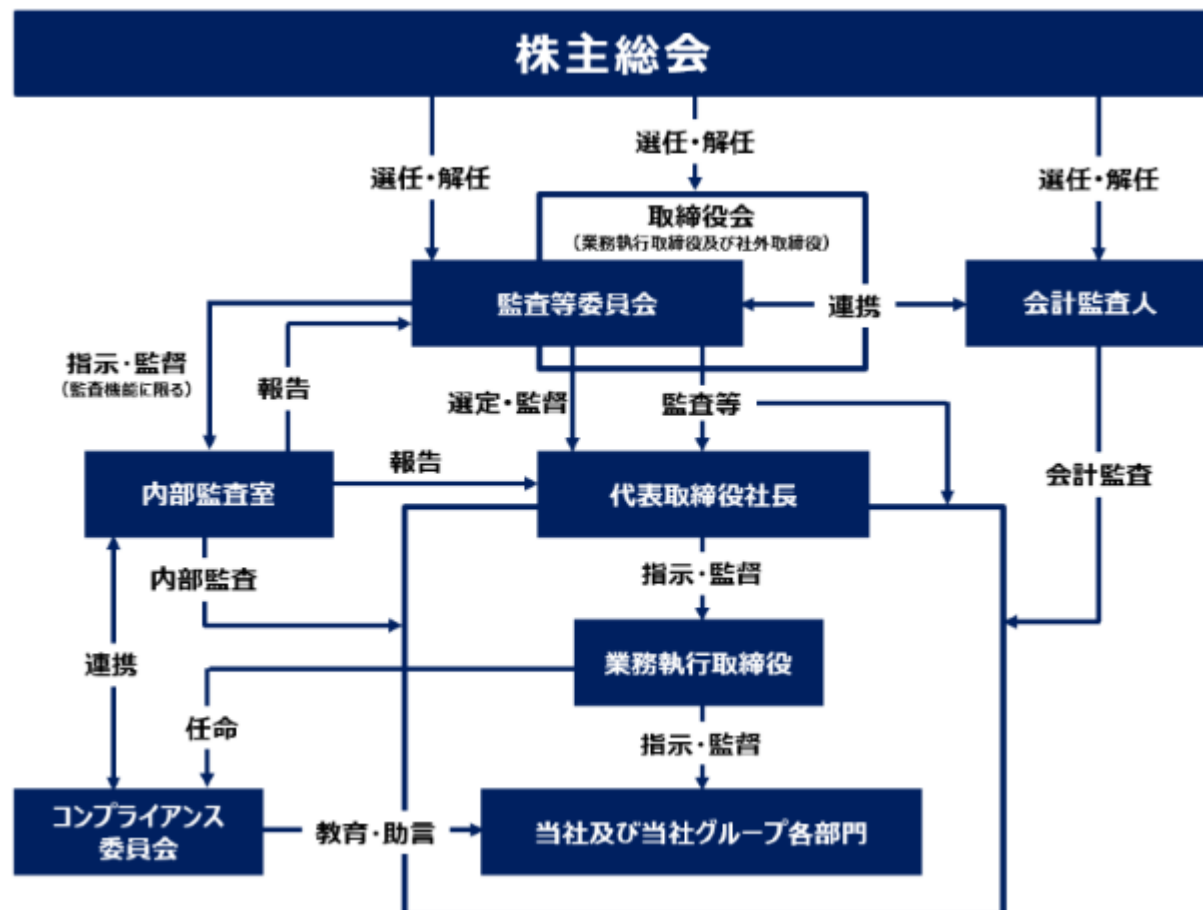 株主総会
選任・解任
選任・解任
選任・解任
取締役会
(業務執行取締役及び社外取締役)
監査等委員会
連携
会計監査人
指示・監督
(監査機能に限る)
報告
選定・監督
監査等
内部監査室
報告
代表取締役社長
会計監査
内部監査
指示・監督
連携
業務執行取締役
任命
指示・監督
コンプライアンス
委員会
教育・助言
当社及び当社グループ各部門